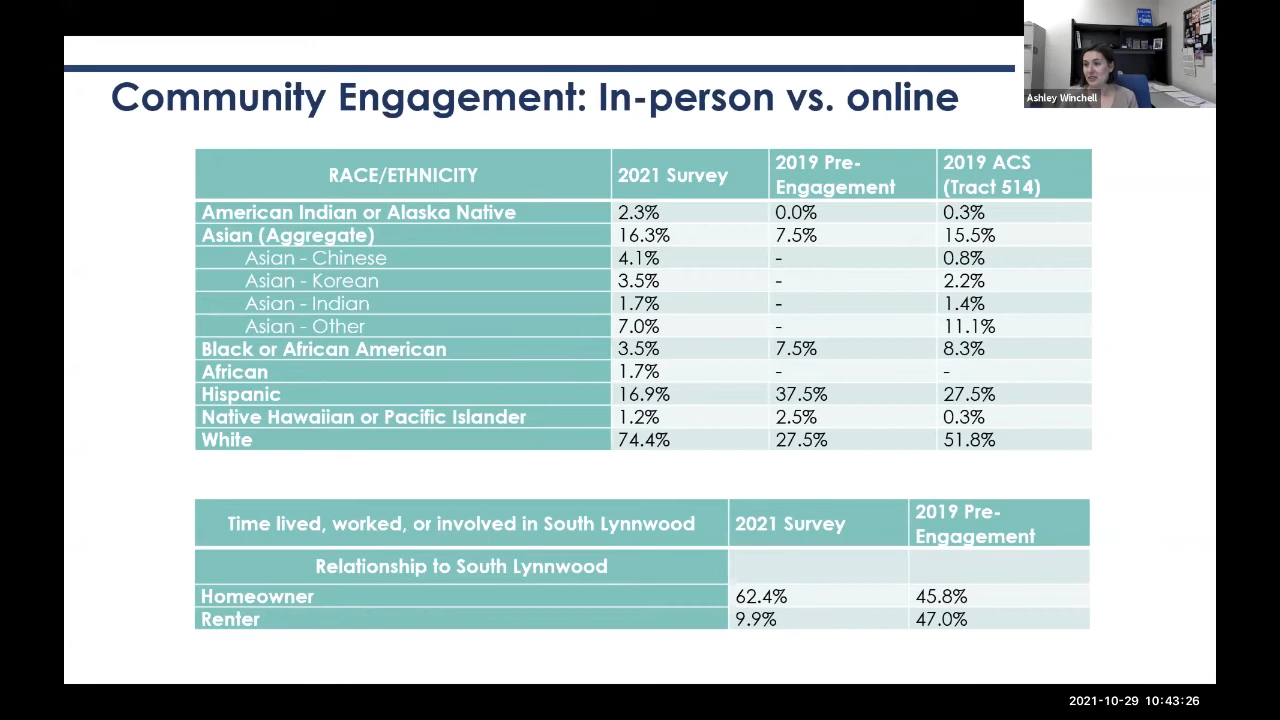 Community Engagement: In-person vs. online
Ashley Winchell
RACE/ETHNICITY 2021 Survey 2019 Pre-Engagement 2019 ACS (Tract 514)
American Indian or Alaska Native 2.3% 0.0% 0.3%
Asian (Aggregate) 16.3% 7.5% 15.5%
Asian - Chinese 4.1% - 0.8%
Asian - Korean 3.5% - 2.2%
Asian - Indian 1.7% - 1.4%
Asian - Other 7.0% - 11.1%
Black or African American 3.5% 7.5% 8.3%
African 1.7% - -
Hispanic 16.9% 37.5% 27.5%
Native Hawaiian or Pacific Islander 1.2% 2.5% 0.3%
White 74.4% 27.5% 51.8%
Time lived, worked, or involved in South Lynnwood 2021 Survey 2019 Pre-Engagement
Relationship to South Lynnwood
Homeowner 62.4% 45.8%
Renter 9.9% 47.0%
2021-10-29 10:43:26